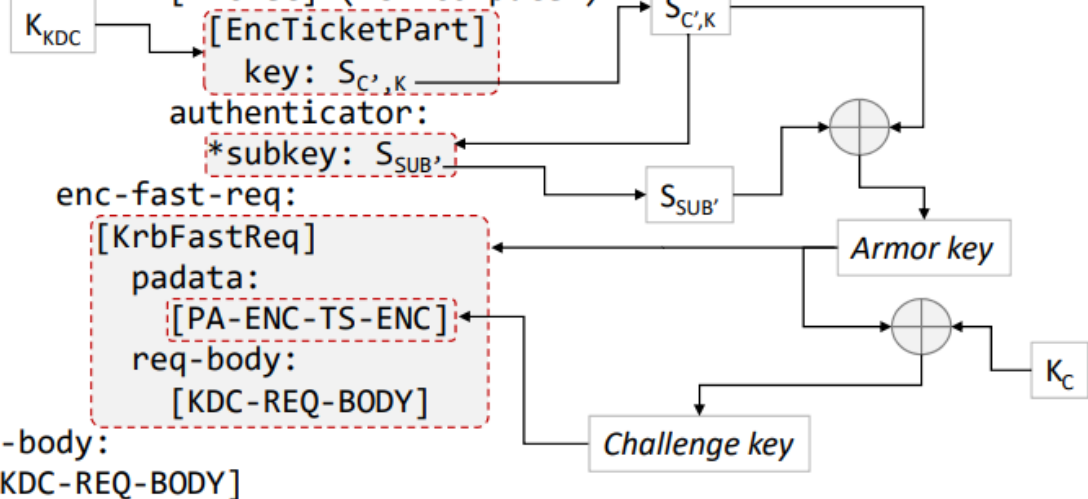 K_KDC
[EncTicketPart]
S_C',K
key: S_C',K
authenticator:
*subkey: S_SUB'
enc-fast-req:
S_SUB'
[KrbFastReq]
Armor key
padata:
[PA-ENC-TS-ENC]
req-body:
K_C
[KDC-REQ-BODY]
Challenge key
-body:
KDC-REQ-BODY]